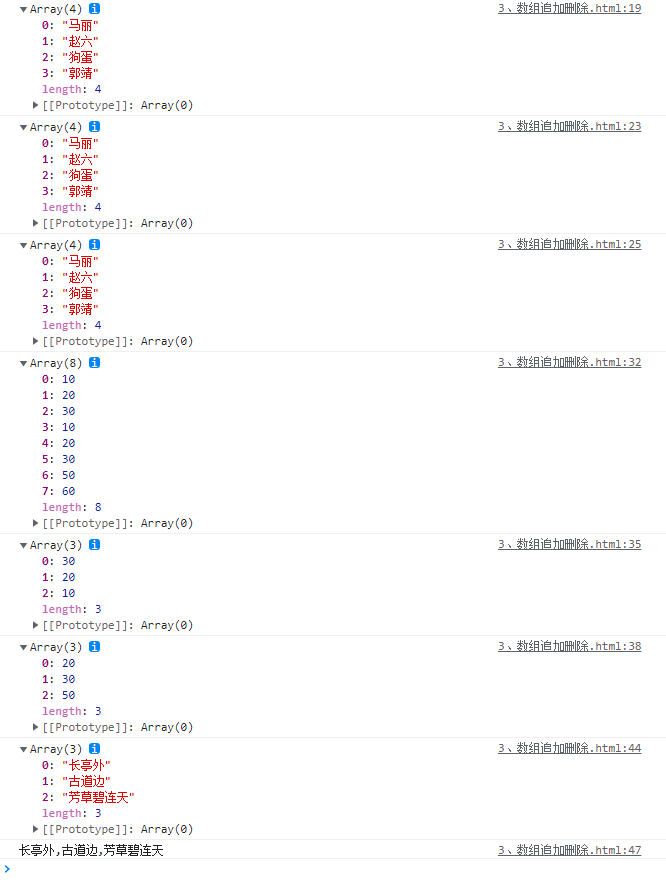 ▼Array(4) i 3、数组追加删除.html:19
0: "马丽"
1: "赵六"
2: "狗蛋"
3: "郭靖"
length: 4
▶[[Prototype]]: Array(0)
▼Array(4) i 3、数组追加删除.html:23
0: "马丽"
1: "赵六"
2: "狗蛋"
3: "郭靖"
length: 4
▶[[Prototype]]: Array(0)
▼Array(4) i 3、数组追加删除.html:25
0: "马丽"
1: "赵六"
2: "狗蛋"
3: "郭靖"
length: 4
▶[[Prototype]]: Array(0)
▼Array(8) i 3、数组追加删除.html:32
0: 10
1: 20
2: 30
3: 10
4: 20
5: 30
6: 50
7: 60
length: 8
▶[[Prototype]]: Array(0)
▼Array(3) i 3、数组追加删除.html:35
0: 30
1: 20
2: 10
length: 3
▶[[Prototype]]: Array(0)
▼Array(3) i 3、数组追加删除.html:38
0: 20
1: 30
2: 50
length: 3
▶[[Prototype]]: Array(0)
▼Array(3) i 3、数组追加删除.html:44
0: "长亭外"
1: "古道边"
2: "芳草碧连天"
length: 3
▶[[Prototype]]: Array(0)
长亭外,古道边,芳草碧连天 3、数组追加删除.html:47
>